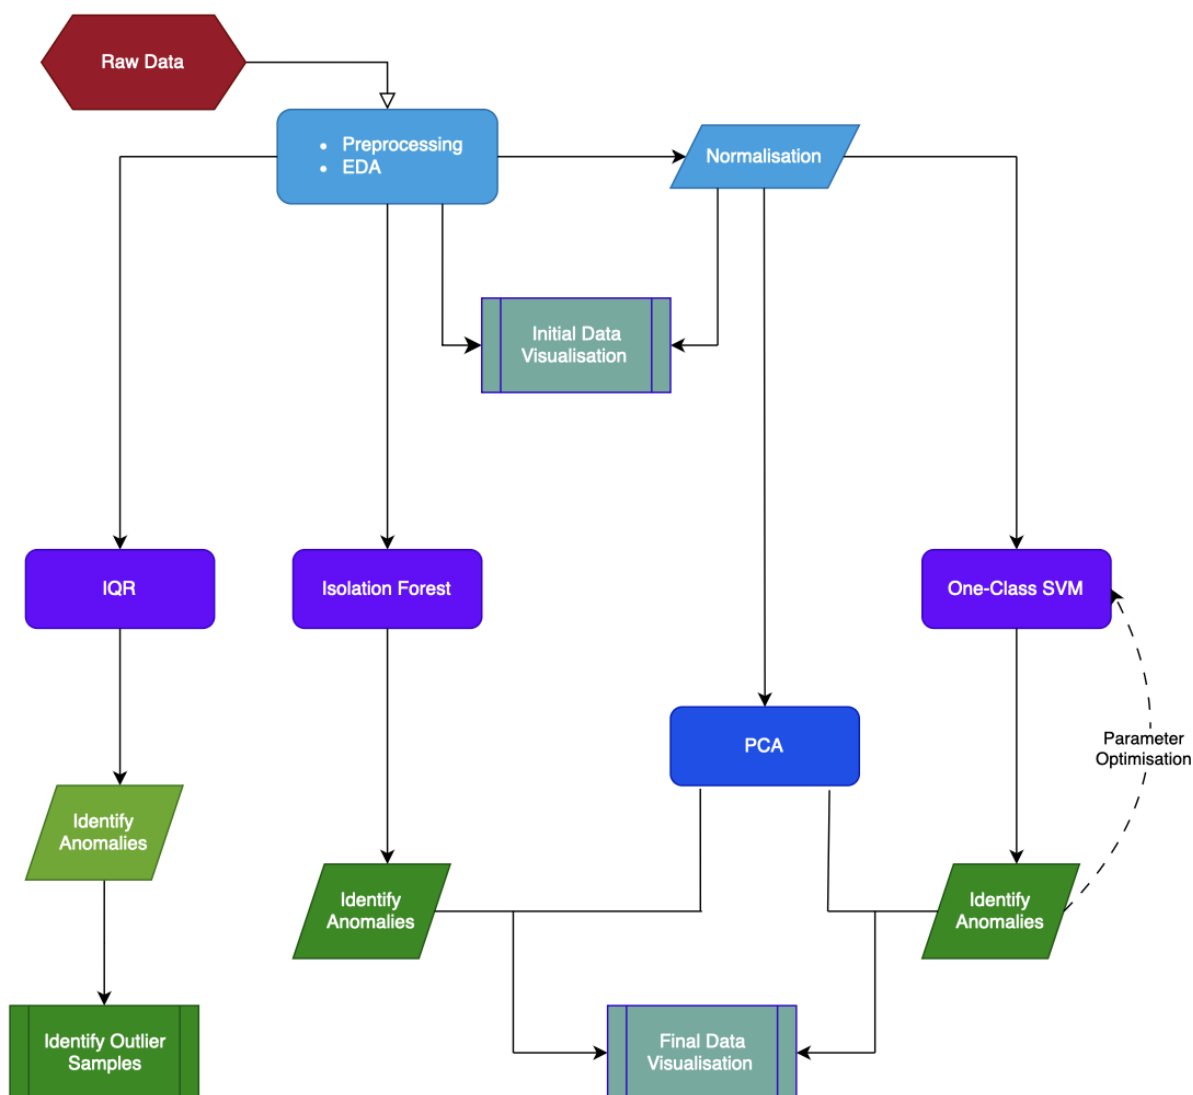 Raw Data
• Preprocessing
• EDA
Normalisation
Initial Data
Visualisation
IQR
Isolation Forest
One-Class SVM
PCA
Parameter
Optimisation
Identify
Anomalies
Identify
Anomalies
Identify
Anomalies
Identify Outlier
Samples
Final Data
Visualisation